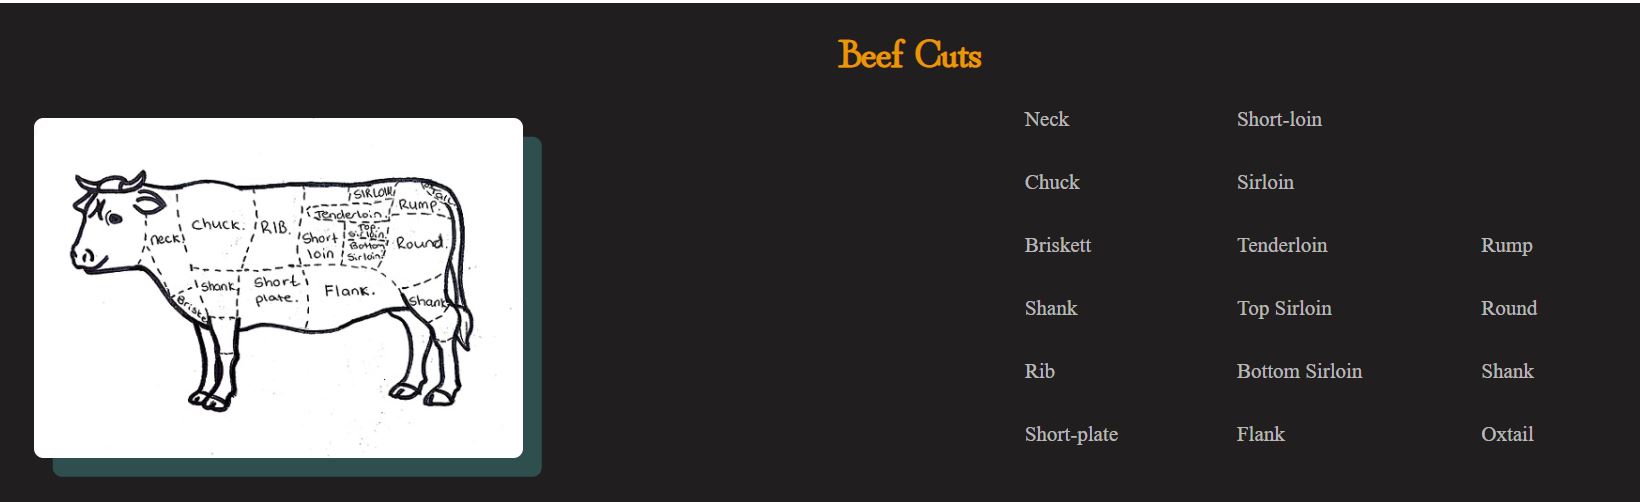 Beef Cuts
Neck
Chuck
Briskett
Shank
Rib
Short-plate
Short-loin
Sirloin
Tenderloin
Top Sirloin
Bottom Sirloin
Flank
Rump
Round
Shank
Oxtail
neck
Chuck.
RIB.
SIRLOIN
Tenderloin.
Rump.
Short
loin
Top
Sirloin
Bottom
Sirloin
Round.
Shank
Short
plate.
Flank.
Shank